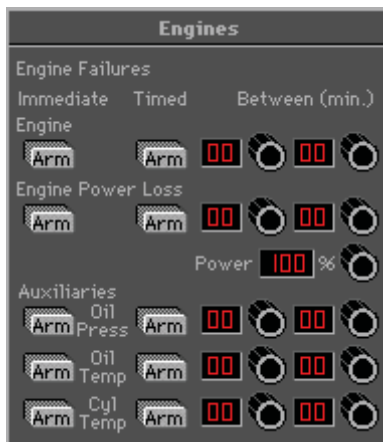 Engines
Engine Failures
Immediate Timed Between (min.)
Engine
Arm Arm 00 00
Engine Power Loss
Arm Arm 00 00
Power 100 %
Auxiliaries
Arm Oil Press Arm 00 00
Arm Oil Temp Arm 00 00
Arm Cyl Temp Arm 00 00